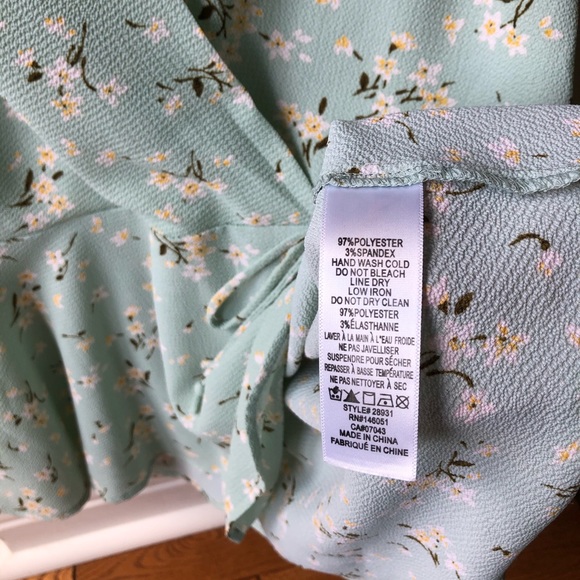 97%POLYESTER
3%SPANDEX
HAND WASH COLD
DO NOT BLEACH
LINE DRY
LOW IRON
DO NOT DRY CLEAN
97%POLYESTER
3%ÉLASTHANNE
LAVER À LA MAIN À L"EAU FROIDE
NE PAS JAVELLISER
SUSPENDRE POUR SÉCHER
REPASSER À BASSE TEMPÉRATURE
NE PAS NETTOYER À SEC
STYLE# 28931
RN#146051
CA#07043
MADE IN CHINA
FABRIQUÉ EN CHINE